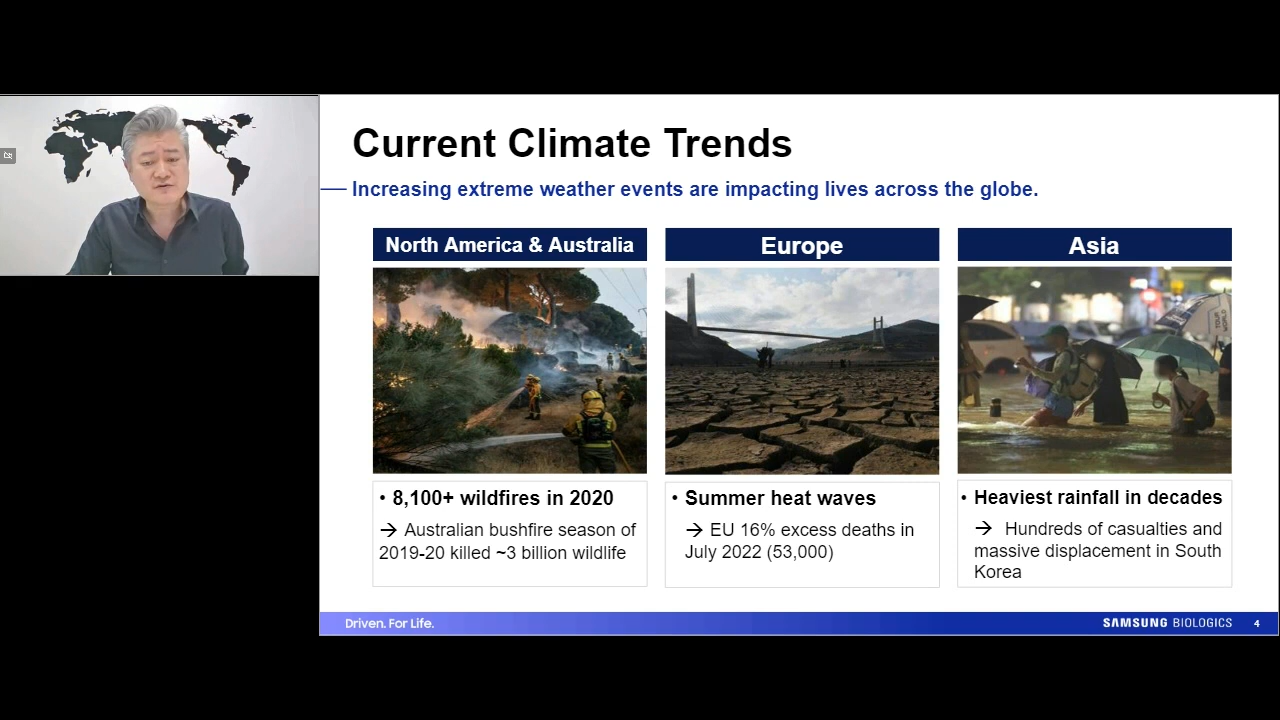 Current Climate Trends
Increasing extreme weather events are impacting lives across the globe.
North America & Australia
Europe
Asia
• 8,100+ wildfires in 2020
→ Australian bushfire season of
2019-20 killed ~3 billion wildlife
• Summer heat waves
→ EU 16% excess deaths in
July 2022 (53,000)
• Heaviest rainfall in decades
→ Hundreds of casualties and
massive displacement in South
Korea
Driven. For Life.
SAMSUNG BIOLOGICS 4